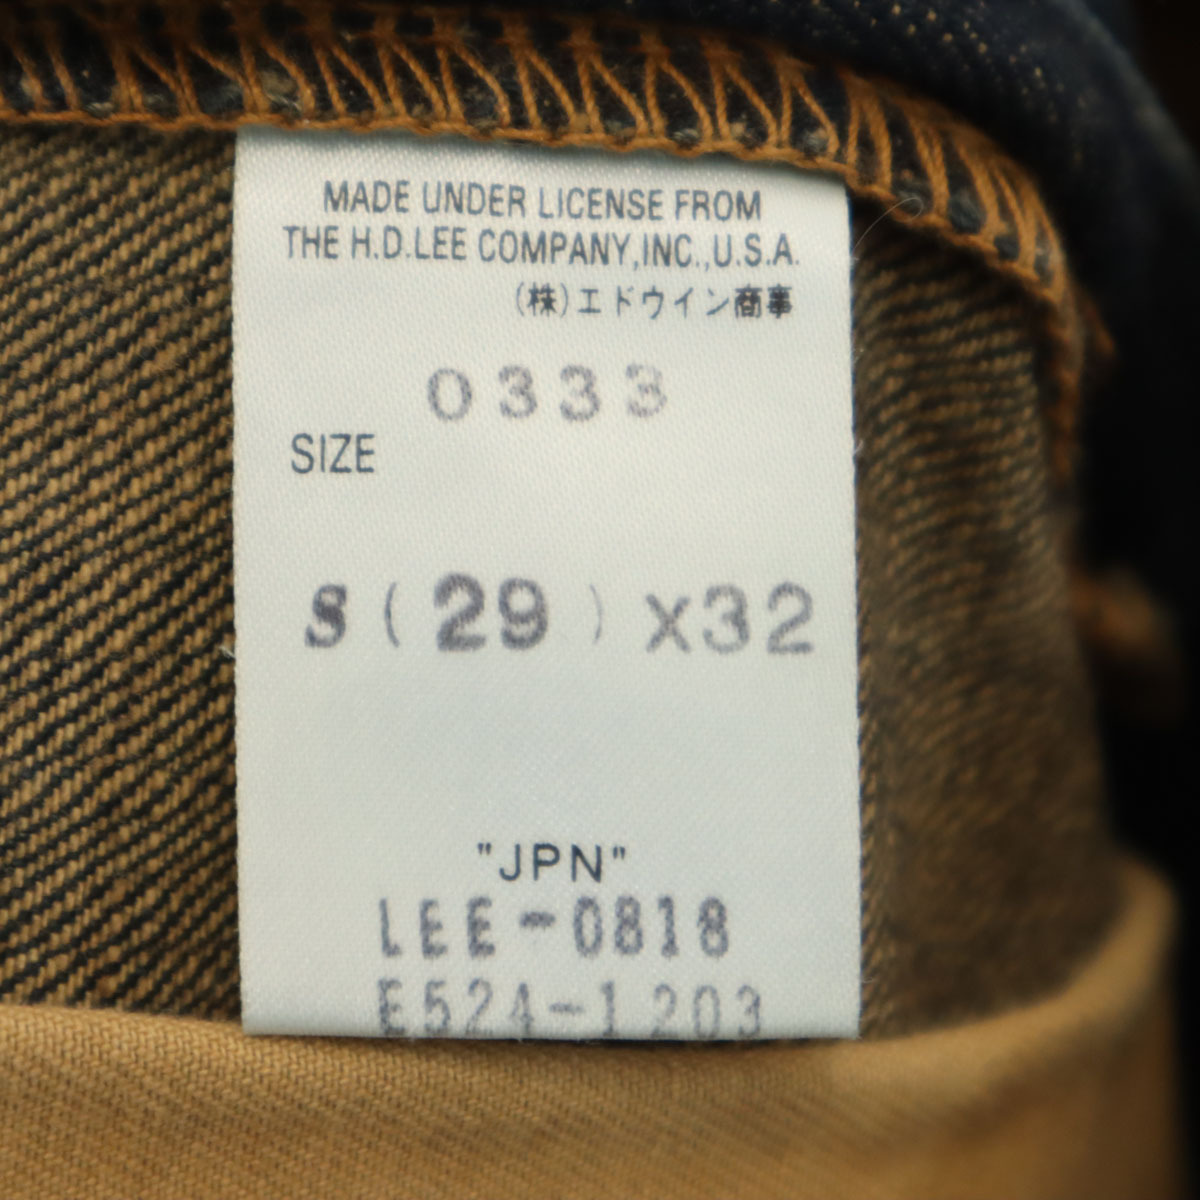 MADE UNDER LICENSE FROM
THE H.D.LEE COMPANY,INC.,U.S.A.
(株)エドウイン商事
0333
SIZE
S(29)X32
"JPN"
LEE-0818
E524-1203